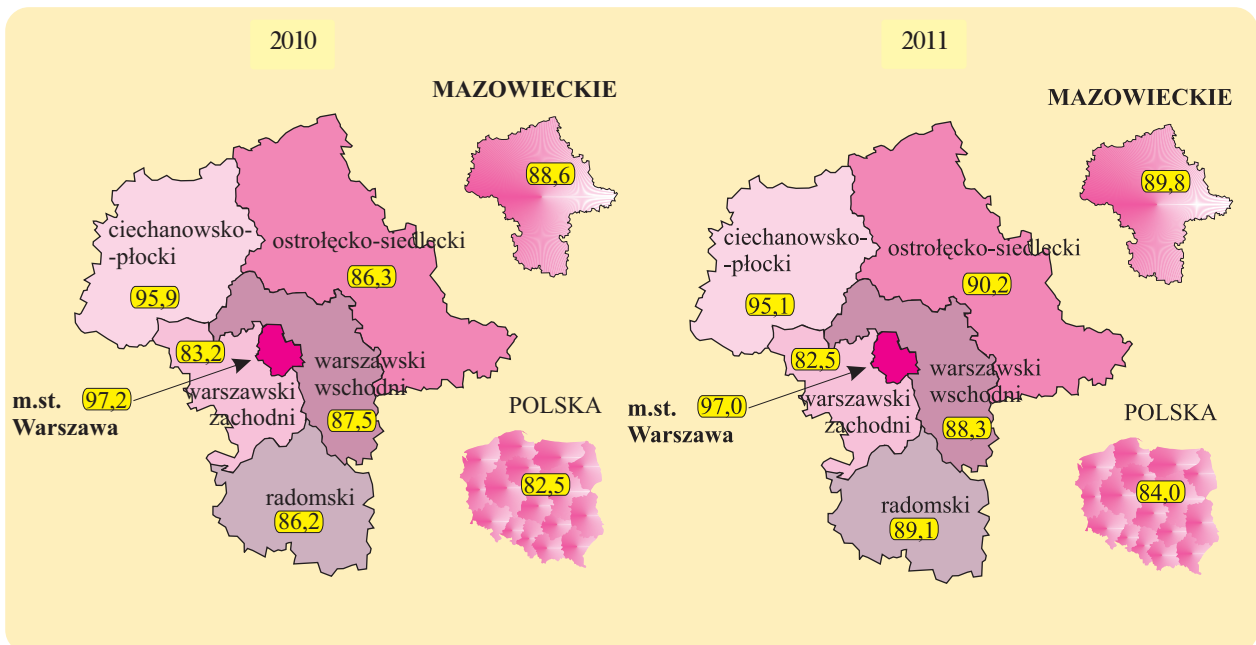 2010
MAZOWIECKIE
88,6
ciechanowsko-
-płocki
95,9
ostrołęcko-siedlecki
86,3
83,2
warszawski
wschodni
87,5
warszawski
zachodni
m.st.
Warszawa
97,2
radomski
86,2
POLSKA
82,5
2011
MAZOWIECKIE
89,8
ciechanowsko-
-płocki
95,1
ostrołęcko-siedlecki
90,2
82,5
warszawski
wschodni
88,3
warszawski
zachodni
m.st.
Warszawa
97,0
radomski
89,1
POLSKA
84,0